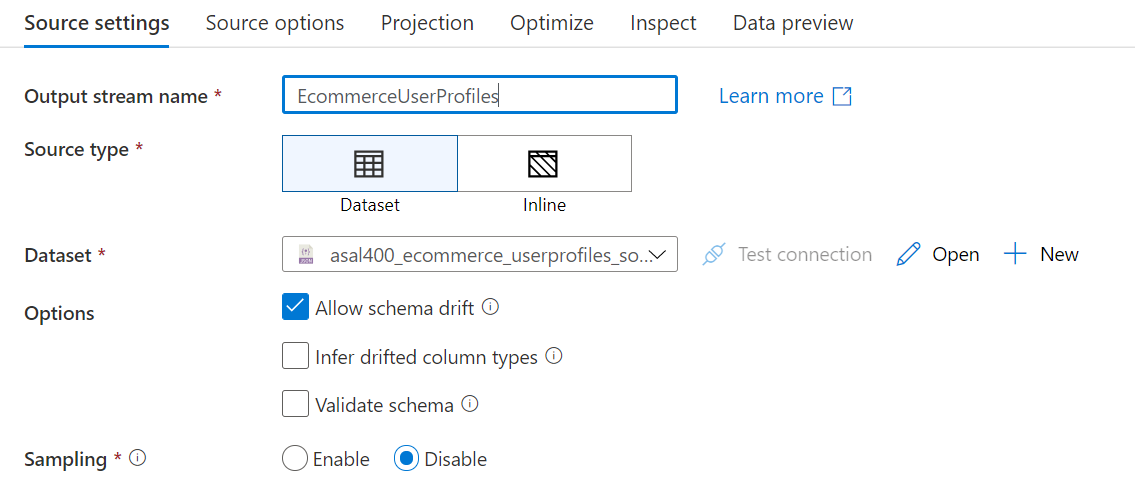 Source settings Source options Projection Optimize Inspect Data preview
Output stream name * EcommerceUserProfiles Learn more
Source type *
Dataset Inline
Dataset * JSON asal400_ecommerce_userprofiles_so... Test connection Open New
Options Allow schema drift
Infer drifted column types
Validate schema
Sampling * Enable Disable